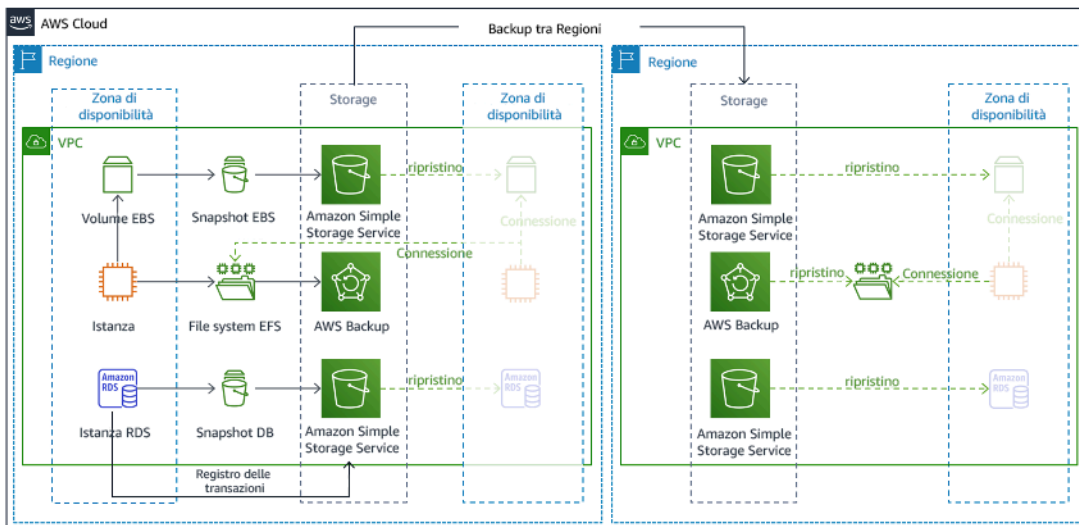 aws
AWS Cloud
Backup tra Regioni
Regione
Regione
Zona di
disponibilità
Storage
Zona di
disponibilità
Storage
Zona di
disponibilità
VPC
VPC
ripristino
ripristino
Volume EBS
Snapshot EBS
Amazon Simple
Storage Service
Connessione
Amazon Simple
Storage Service
Connessione
Connessione
ripristino
Connessione
Istanza
File system EFS
AWS Backup
AWS Backup
Amazon
RDS
ripristino
Amazon
RDS
ripristino
Amazon
RDS
Istanza RDS
Snapshot DB
Amazon Simple
Storage Service
Amazon Simple
Storage Service
Registro delle
transazioni